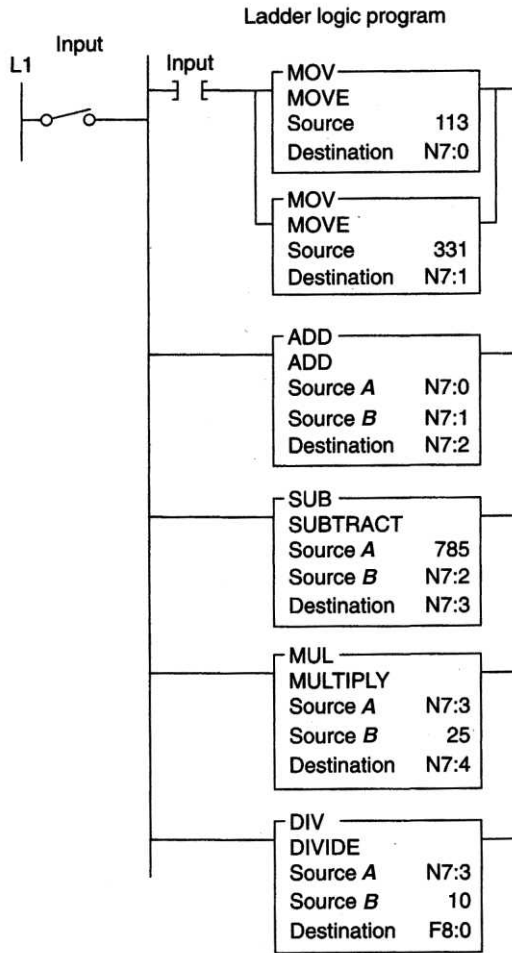 Ladder logic program
Input
L1
Input
MOV
MOVE
Source 113
Destination N7:0
MOV
MOVE
Source 331
Destination N7:1
ADD
ADD
Source A N7:0
Source B N7:1
Destination N7:2
SUB
SUBTRACT
Source A 785
Source B N7:2
Destination N7:3
MUL
MULTIPLY
Source A N7:3
Source B 25
Destination N7:4
DIV
DIVIDE
Source A N7:3
Source B 10
Destination F8:0